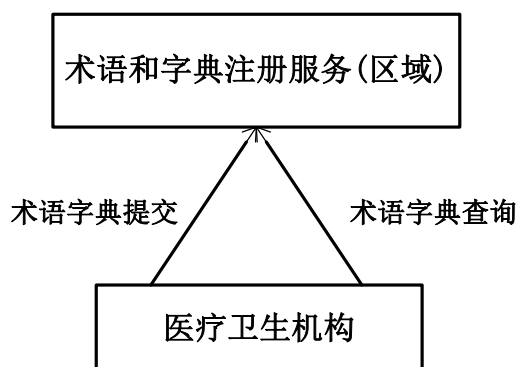 术语和字典注册服务(区域)
术语字典提交
术语字典查询
医疗卫生机构